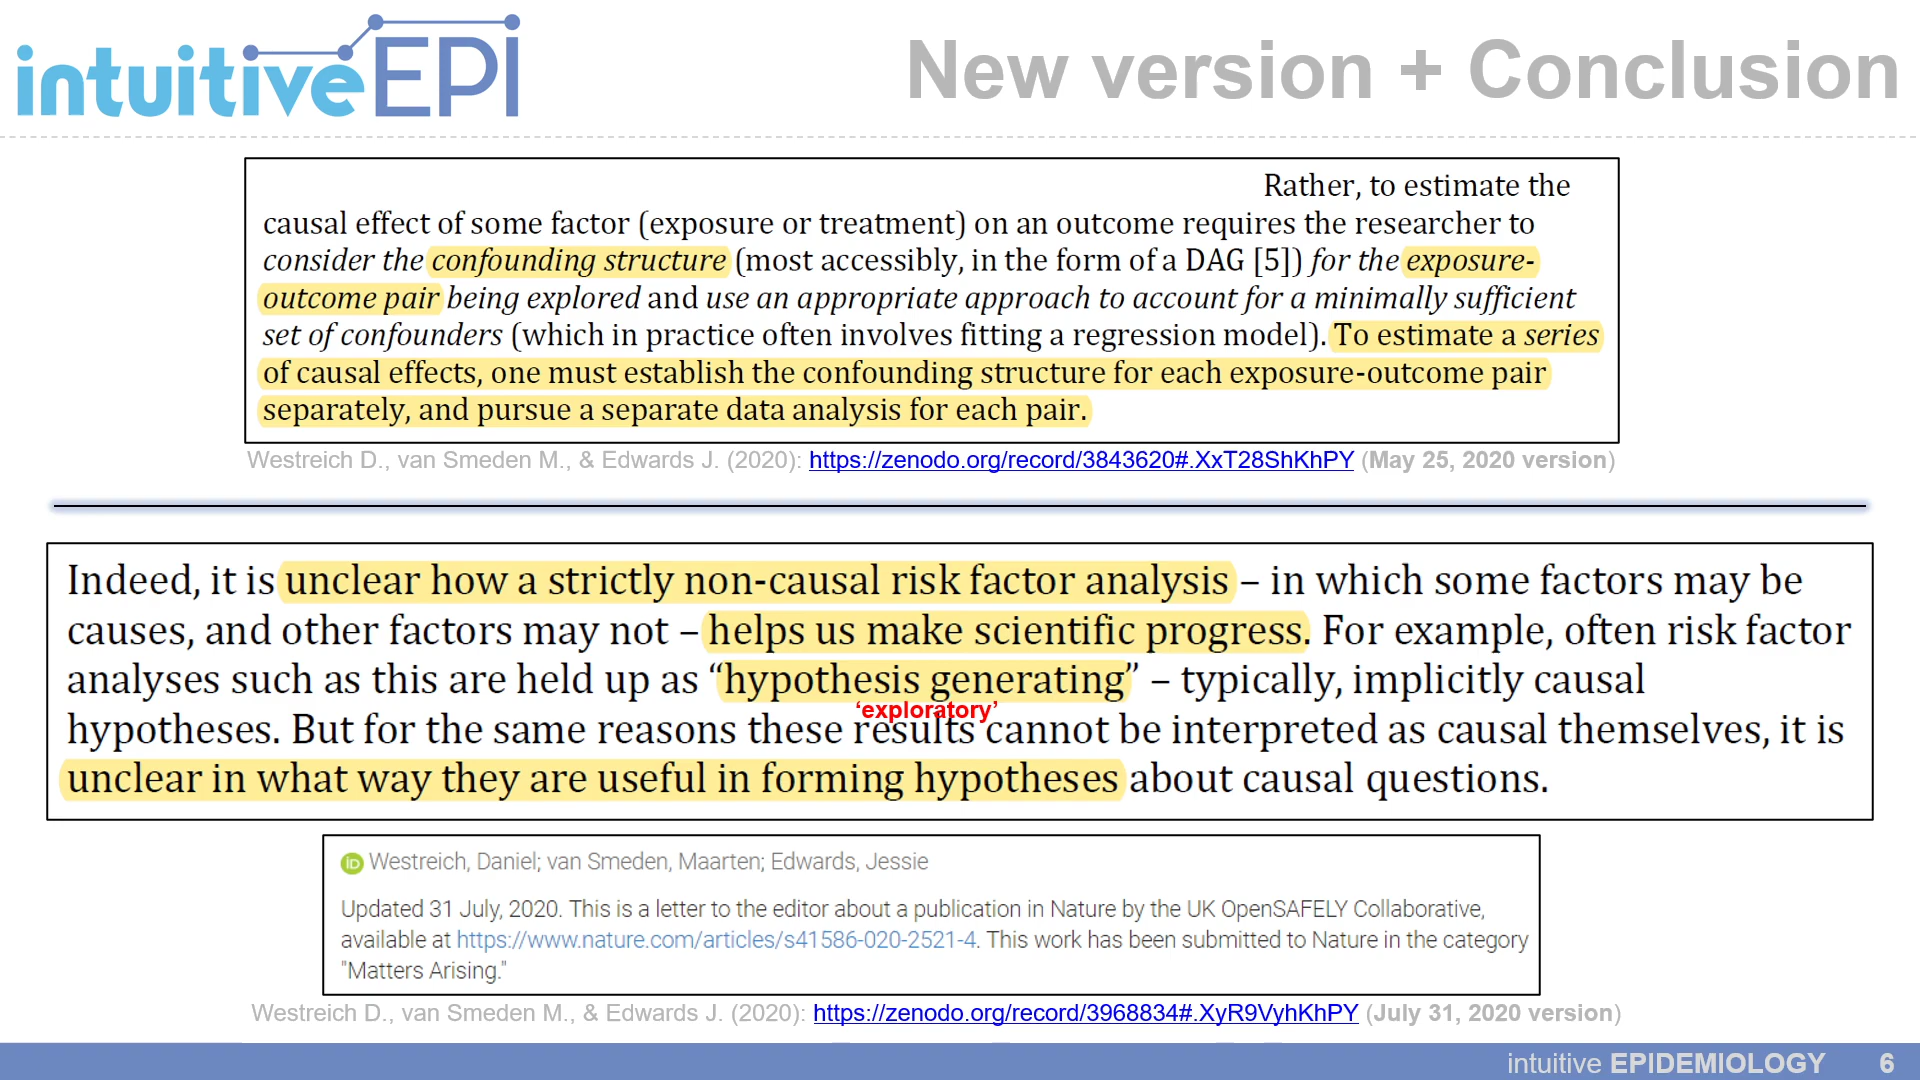 intuitiveEPI
New version + Conclusion
Rather, to estimate the
causal effect of some factor (exposure or treatment) on an outcome requires the researcher to
consider the confounding structure (most accessibly, in the form of a DAG [5]) for the exposure-
outcome pair being explored and use an appropriate approach to account for a minimally sufficient
set of confounders (which in practice often involves fitting a regression model). To estimate a series
of causal effects, one must establish the confounding structure for each exposure-outcome pair
separately, and pursue a separate data analysis for each pair.
Westreich D., van Smeden M., & Edwards J. (2020): https://zenodo.org/record/3843620#.XxT28ShKhPY (May 25, 2020 version)
Indeed, it is unclear how a strictly non-causal risk factor analysis – in which some factors may be
causes, and other factors may not – helps us make scientific progress. For example, often risk factor
analyses such as this are held up as “hypothesis generating” – typically, implicitly causal
‘exploratory’
hypotheses. But for the same reasons these results cannot be interpreted as causal themselves, it is
unclear in what way they are useful in forming hypotheses about causal questions.
iD Westreich, Daniel; van Smeden, Maarten; Edwards, Jessie
Updated 31 July, 2020. This is a letter to the editor about a publication in Nature by the UK OpenSAFELY Collaborative,
available at https://www.nature.com/articles/s41586-020-2521-4. This work has been submitted to Nature in the category
"Matters Arising."
Westreich D., van Smeden M., & Edwards J. (2020): https://zenodo.org/record/3968834#.XyR9VyhKhPY (July 31, 2020 version)
intuitive EPIDEMIOLOGY 6